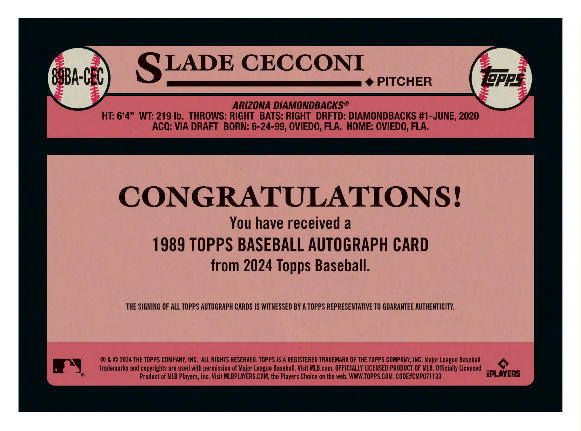 89BA-CEC
SLADE CECCONI
PITCHER
Topps
ARIZONA DIAMONDBACKS®
HT: 6'4" WT: 219 lb. THROWS: RIGHT BATS: RIGHT DRFTD: DIAMONDBACKS #1-JUNE, 2020
ACQ: VIA DRAFT BORN: 6-24-99, OVIEDO, FLA. HOME: OVIEDO, FLA.
CONGRATULATIONS!
You have received a
1989 TOPPS BASEBALL AUTOGRAPH CARD
from 2024 Topps Baseball.
THE SIGNING OF ALL TOPPS AUTOGRAPH CARDS IS WITNESSED BY A TOPPS REPRESENTATIVE TO GUARANTEE AUTHENTICITY.
® & © 2024 THE TOPPS COMPANY, INC. ALL RIGHTS RESERVED. TOPPS IS A REGISTERED TRADEMARK OF THE TOPPS COMPANY, INC. Major League Baseball
trademarks and copyrights are used with permission of Major League Baseball. Visit MLB.com. OFFICIALLY LICENSED PRODUCT OF MLB. Officially Licensed
Product of MLB Players, Inc. Visit MLBPLAYERS.COM, the Players Choice on the web. WWW.TOPPS.COM. CODE#CMP071133
PLAYERS